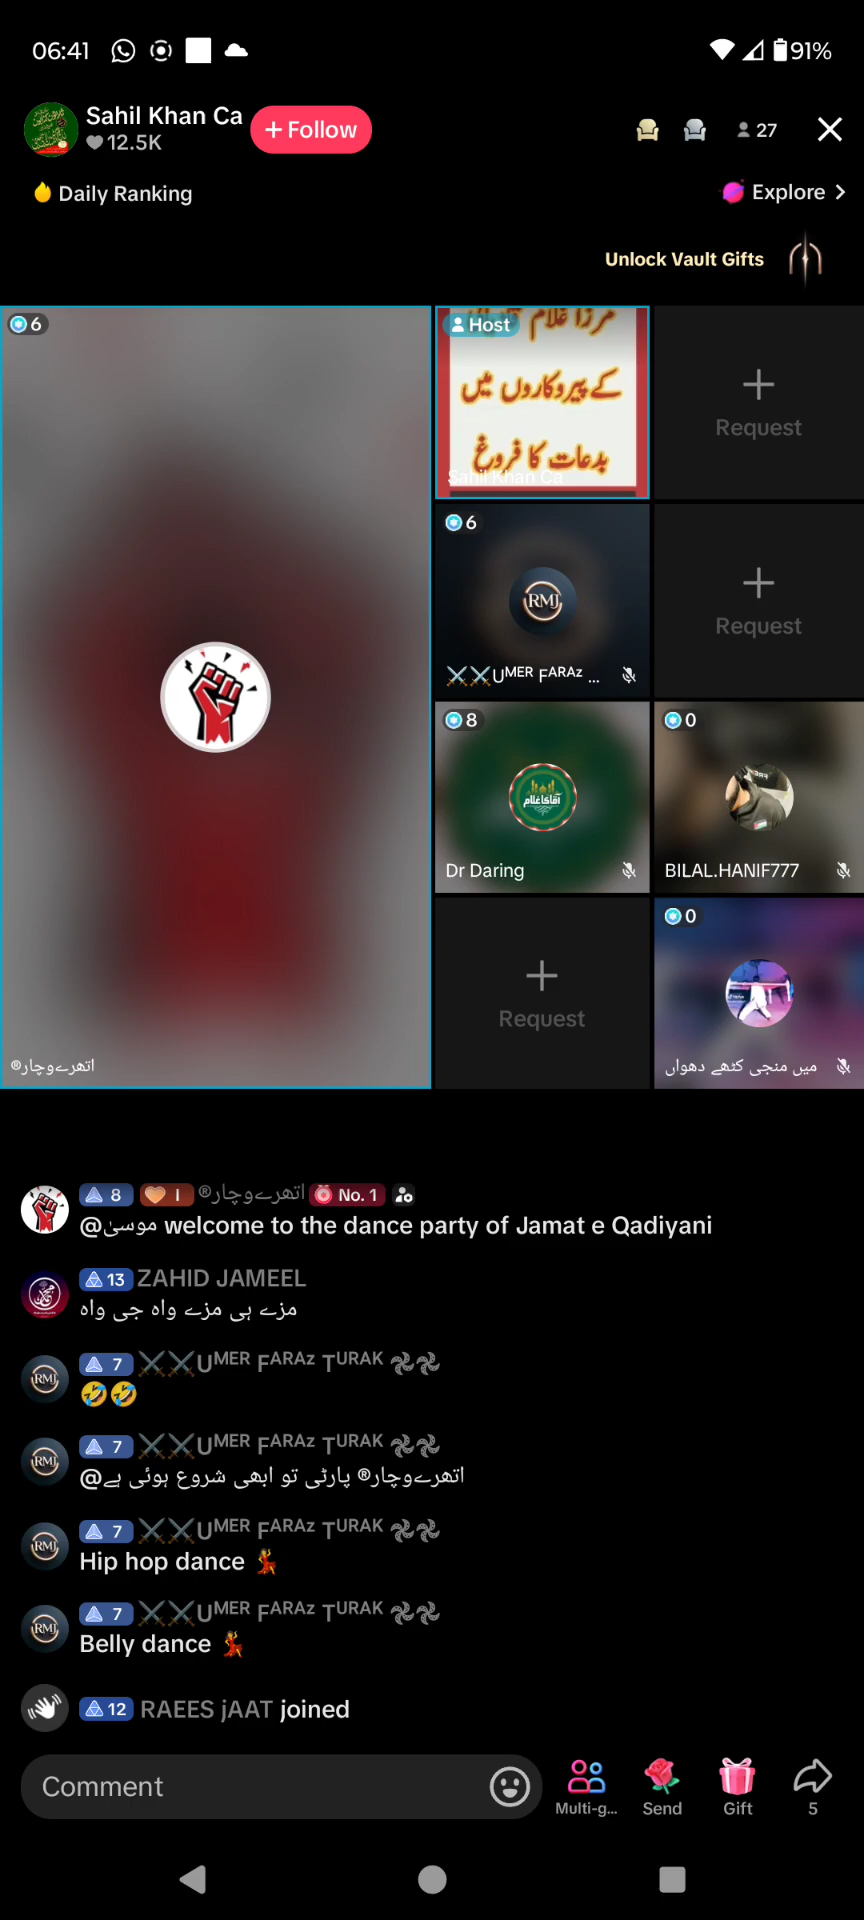 06:41
91%
Sahil Khan Ca
12.5K
+ Follow
27
Daily Ranking
Explore
Unlock Vault Gifts
6
Host
مرزا غلام
کے پیروکاروں میں
بدعات کا فروغ
Sahil Khan Ca
Request
6
RMJ
⚔️⚔️Uᴹᴱᴿ Fᴬᴿᴬᶻ ...
Request
8
آقا کا غلام
Dr Daring
0
BILAL.HANIF777
Request
0
میں منجی کٹھے دھواں
اتھرےوچار®
8 I اتھرےوچار® No. 1
@موسیٰ welcome to the dance party of Jamat e Qadiyani
13 ZAHID JAMEEL
مزے ہی مزے واہ جی واہ
7 ⚔️⚔️Uᴹᴱᴿ Fᴬᴿᴬᶻ Tᵁᴿᴬᴷ
🤣🤣
7 ⚔️⚔️Uᴹᴱᴿ Fᴬᴿᴬᶻ Tᵁᴿᴬᴷ
@اتھرےوچار® پارٹی تو ابھی شروع ہوئی ہے
7 ⚔️⚔️Uᴹᴱᴿ Fᴬᴿᴬᶻ Tᵁᴿᴬᴷ
Hip hop dance 💃
7 ⚔️⚔️Uᴹᴱᴿ Fᴬᴿᴬᶻ Tᵁᴿᴬᴷ
Belly dance 💃
12 RAEES jAAT joined
Comment
Multi-g...
Send
Gift
5